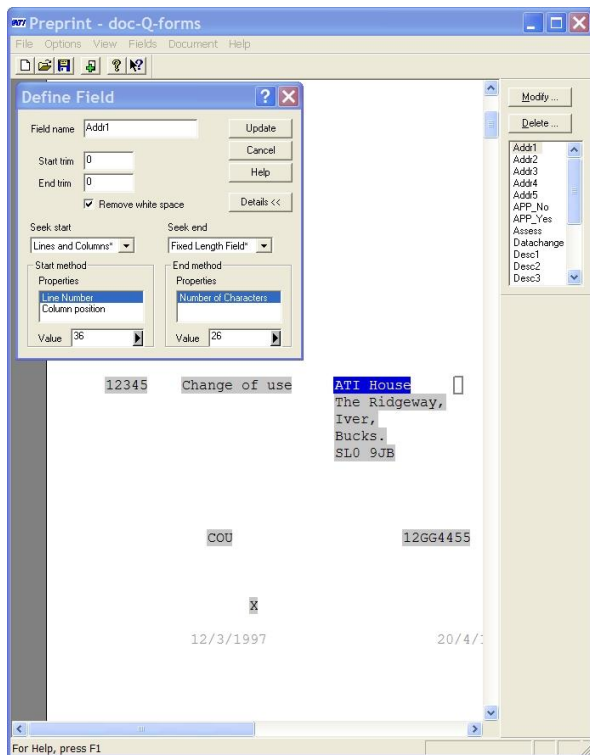 ATI Preprint - doc-Q-forms
File Options View Fields Document Help
Define Field
Field name Addr1 Update
Cancel
Start trim 0
Help
End trim 0
Remove white space Details <<
Seek start Seek end
Lines and Columns* Fixed Length Field*
Start method End method
Properties Properties
Line Number Number of Characters
Column position
Value 36 Value 26
Modify ...
Delete ...
Addr1
Addr2
Addr3
Addr4
Addr5
APP_No
APP_Yes
Assess
Datachange
Desc1
Desc2
Desc3
12345 Change of use ATI House
The Ridgeway,
Iver,
Bucks.
SL0 9JB
COU 12GG4455
X
12/3/1997 20/4/1
For Help, press F1